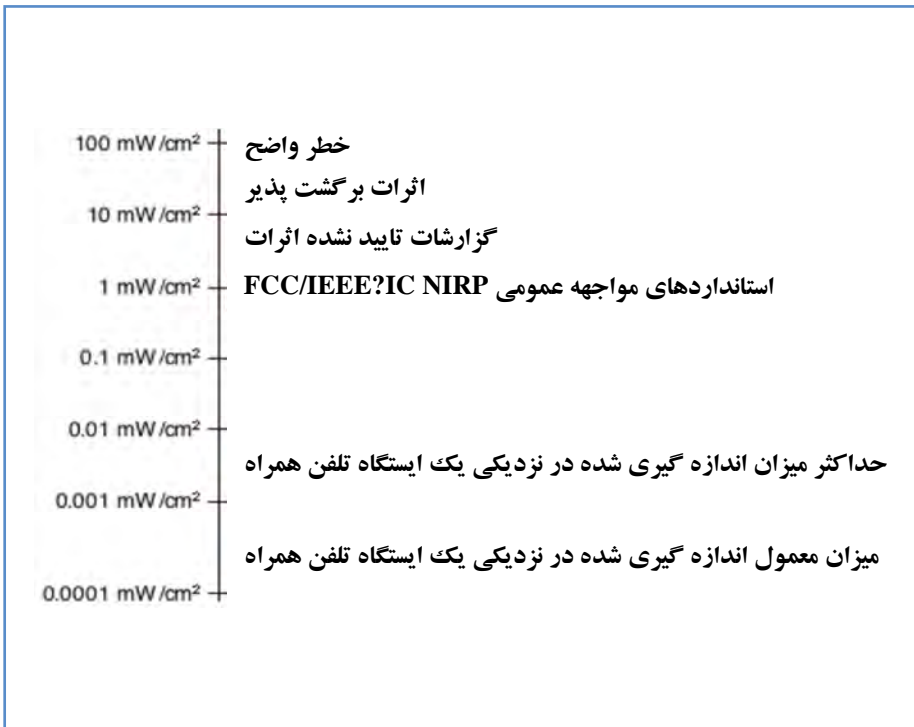 100 mW/cm² خطر واضح
اثرات برگشت پذیر
10 mW/cm²
گزارشات تایید نشده اثرات
1 mW/cm² استانداردهای مواجهه عمومی FCC/IEEE?IC NIRP
0.1 mW/cm²
0.01 mW/cm²
حداکثر میزان اندازه گیری شده در نزدیکی یک ایستگاه تلفن همراه
0.001 mW/cm²
میزان معمول اندازه گیری شده در نزدیکی یک ایستگاه تلفن همراه
0.0001 mW/cm²